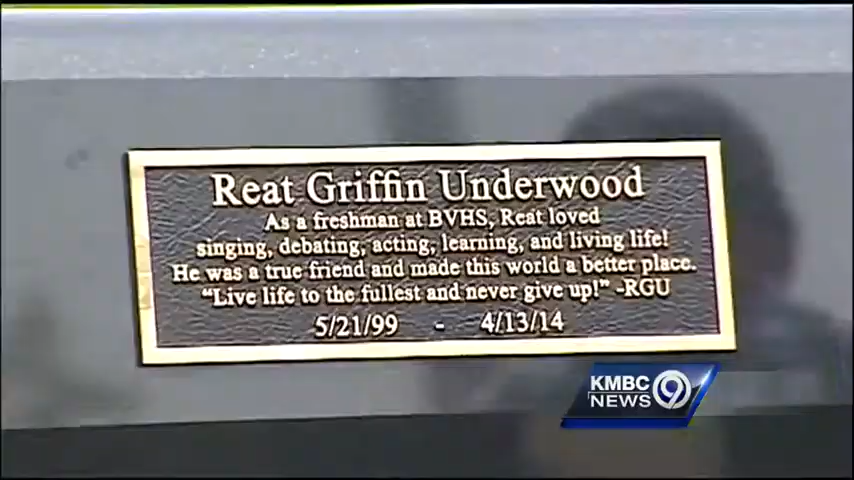 Reat Griffin Underwood
As a freshman at BVHS, Reat loved
singing, debating, acting, learning, and living life!
He was a true friend and made this world a better place.
“Live life to the fullest and never give up!” -RGU
5/21/99 - 4/13/14
KMBC 9
NEWS